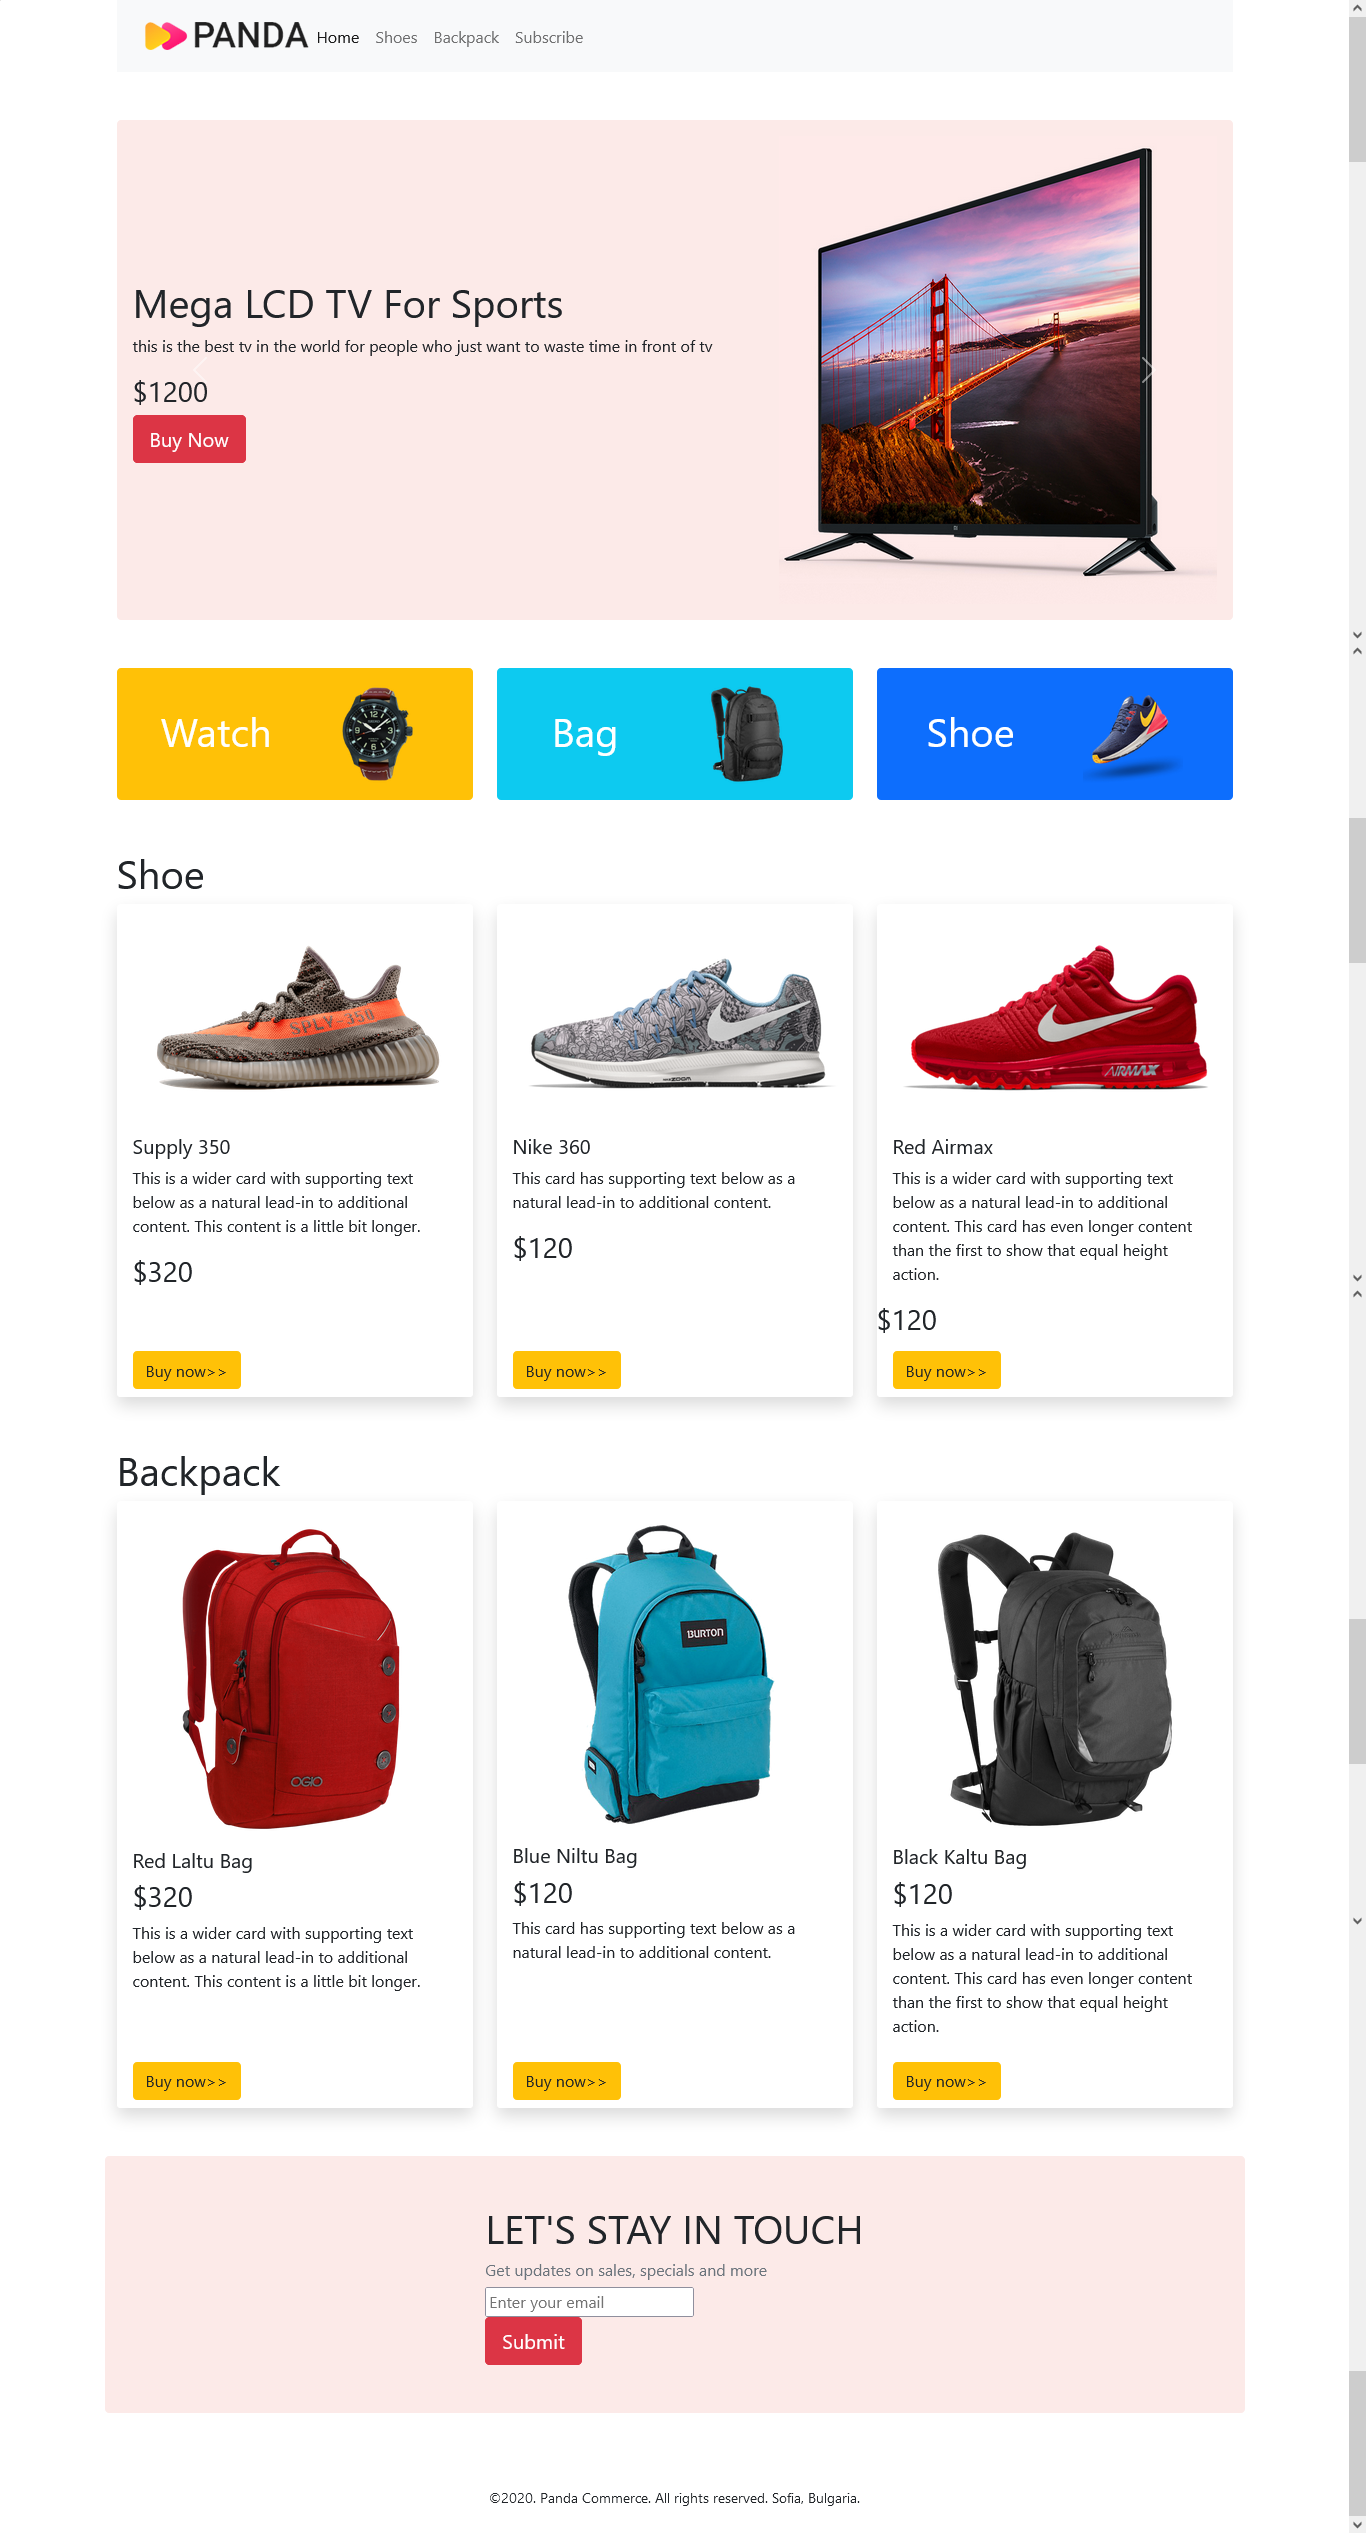 PANDA Home Shoes Backpack Subscribe
Mega LCD TV For Sports
this is the best tv in the world for people who just want to waste time in front of tv
$1200
Buy Now
Watch
Bag
Shoe
Shoe
SPLY-350
Supply 350
This is a wider card with supporting text
below as a natural lead-in to additional
content. This content is a little bit longer.
$320
Buy now>>
ZOOM
Nike 360
This card has supporting text below as a
natural lead-in to additional content.
$120
Buy now>>
AIRMAX
Red Airmax
This is a wider card with supporting text
below as a natural lead-in to additional
content. This card has even longer content
than the first to show that equal height
action.
$120
Buy now>>
Backpack
OGIO
Red Laltu Bag
$320
This is a wider card with supporting text
below as a natural lead-in to additional
content. This content is a little bit longer.
Buy now>>
BURTON
Blue Niltu Bag
$120
This card has supporting text below as a
natural lead-in to additional content.
Buy now>>
Black Kaltu Bag
$120
This is a wider card with supporting text
below as a natural lead-in to additional
content. This card has even longer content
than the first to show that equal height
action.
Buy now>>
LET'S STAY IN TOUCH
Get updates on sales, specials and more
Enter your email
Submit
©2020. Panda Commerce. All rights reserved. Sofia, Bulgaria.